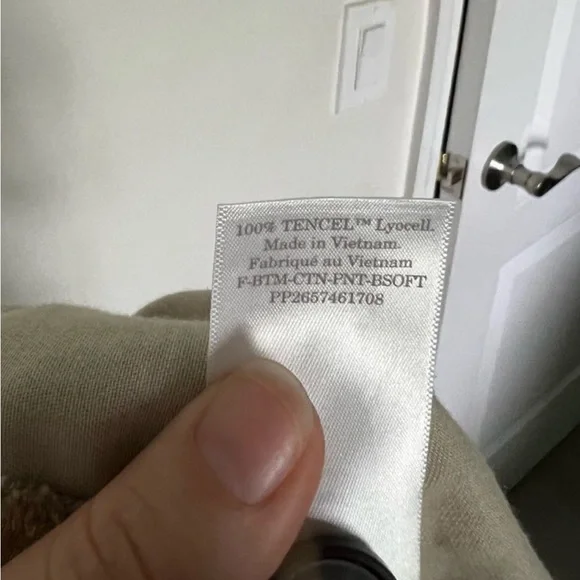 100% TENCEL™ Lyocell.
Made in Vietnam.
Fabriqué au Vietnam
F-BTM-CTN-PNT-BSOFT
PP2657461708